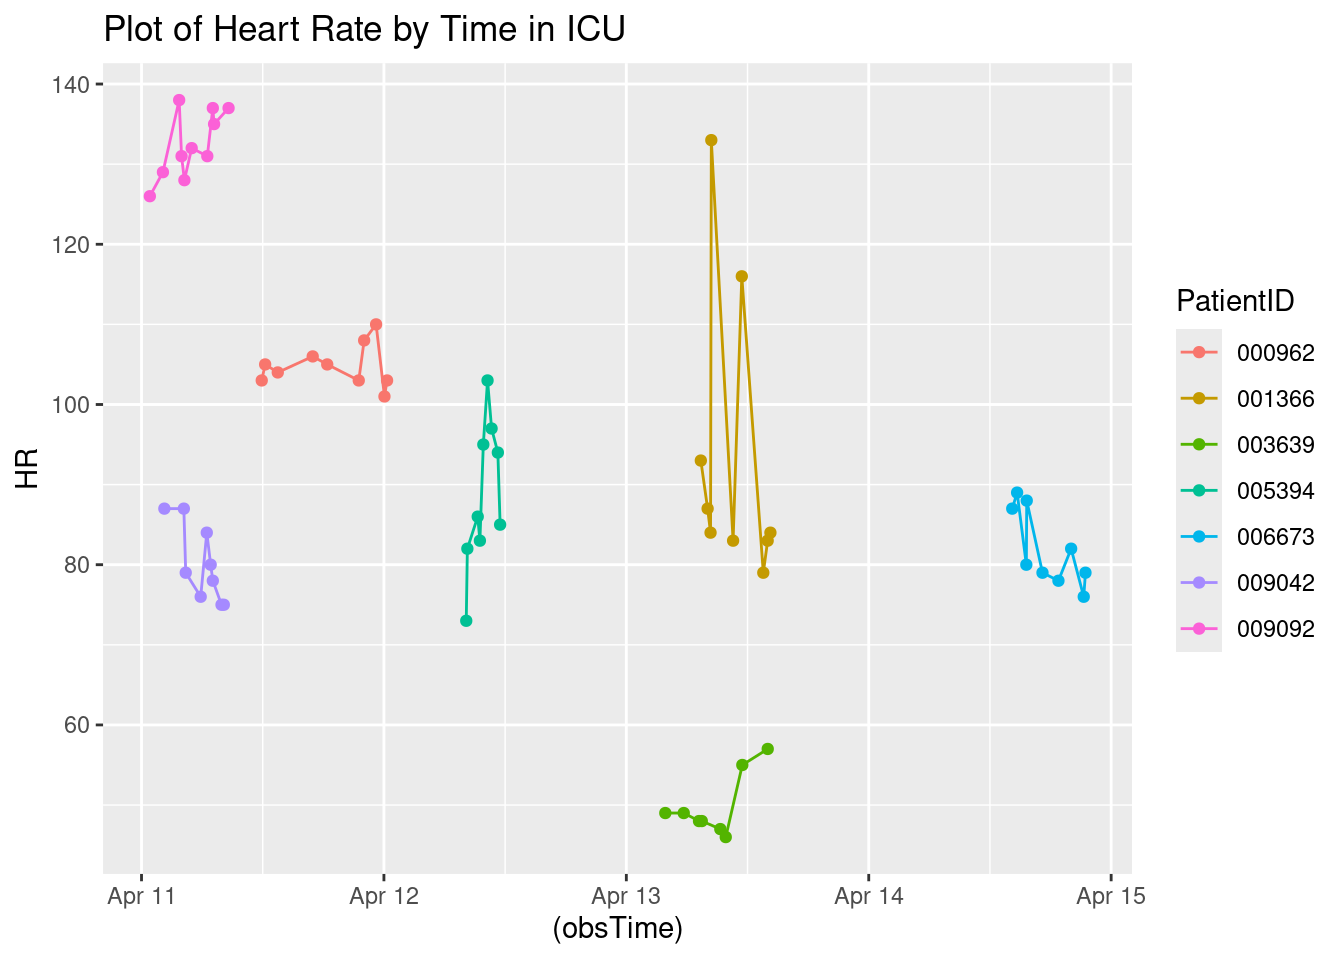 Plot of Heart Rate by Time in ICU
140
120
100
80
60
HR
Apr 11
Apr 12
Apr 13
Apr 14
Apr 15
(obsTime)
PatientID
000962
001366
003639
005394
006673
009042
009092